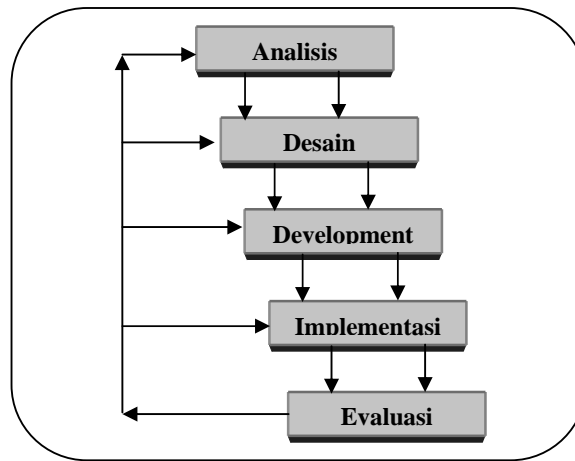 Analisis
Desain
Development
Implementasi
Evaluasi